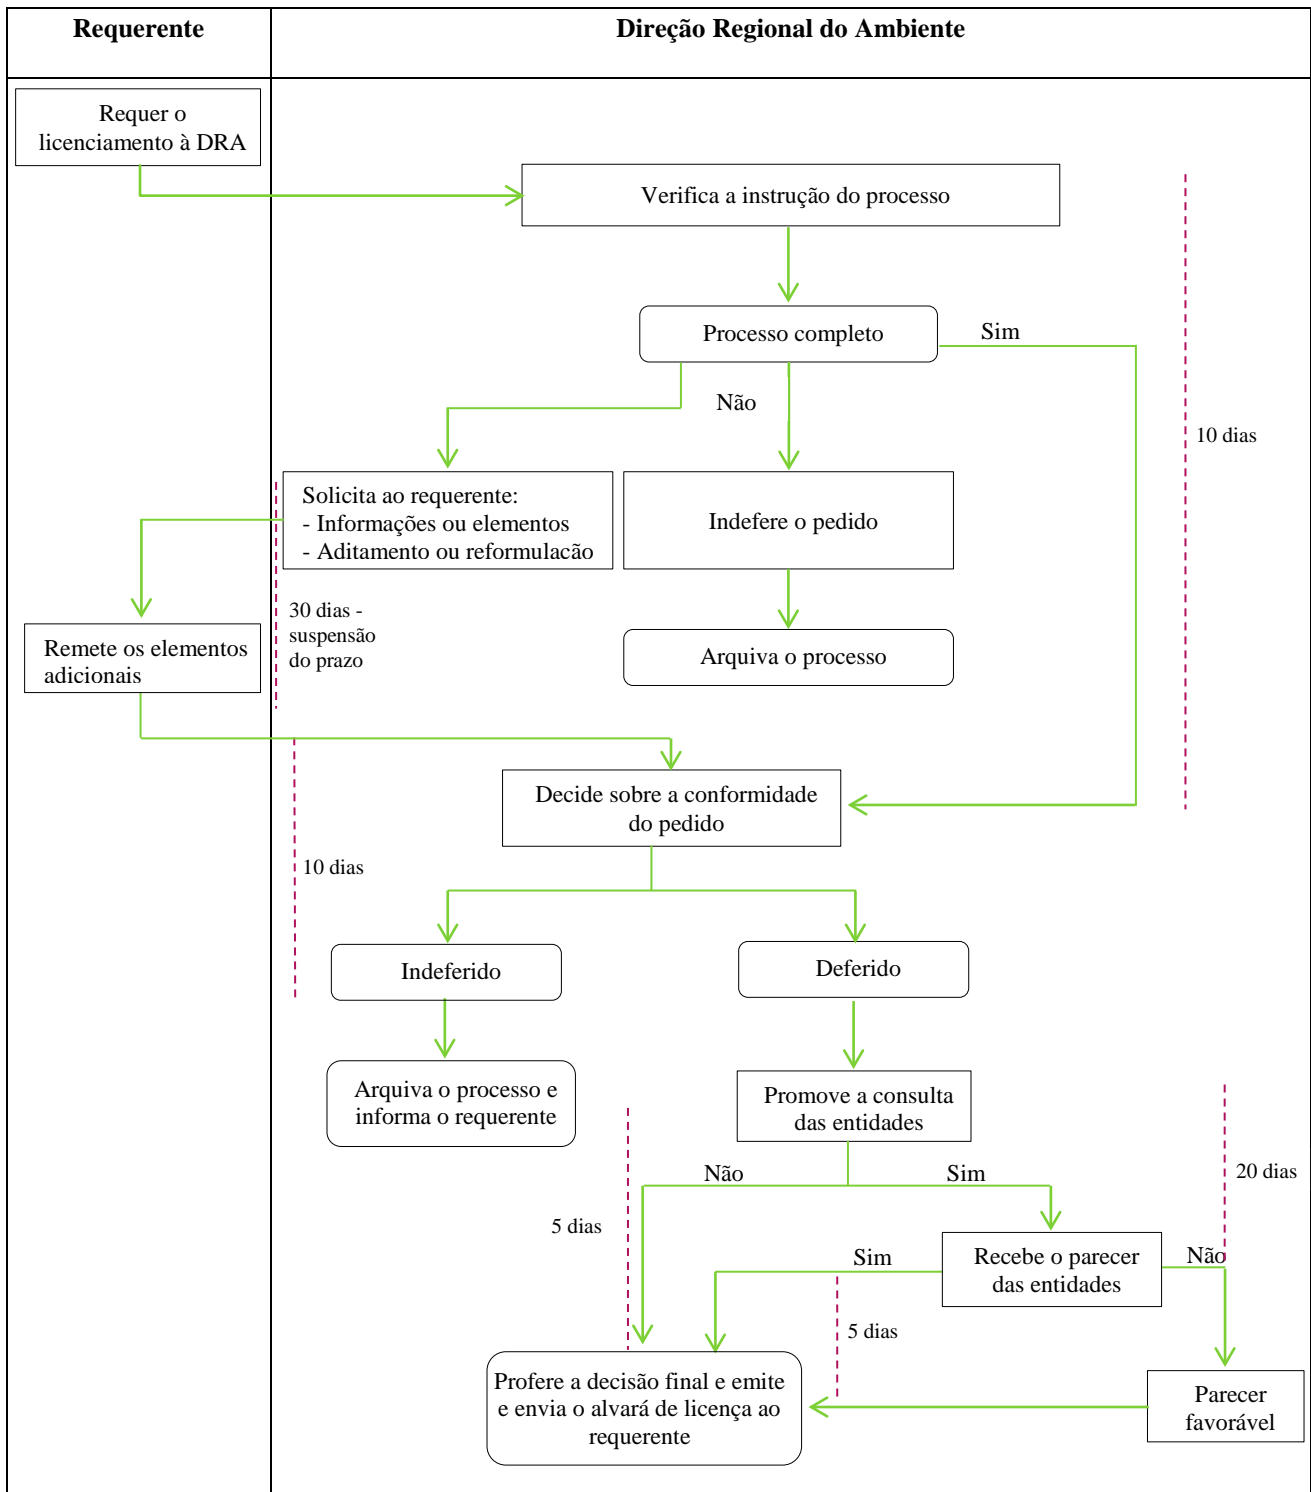 Requerente
Direção Regional do Ambiente
Requer o
licenciamento à DRA
Verifica a instrução do processo
Processo completo
Sim
Não
10 dias
Solicita ao requerente:
- Informações ou elementos
- Aditamento ou reformulacão
Indefere o pedido
30 dias -
suspensão
do prazo
Remete os elementos
adicionais
Arquiva o processo
Decide sobre a conformidade
do pedido
10 dias
Indeferido
Deferido
Arquiva o processo e
informa o requerente
Promove a consulta
das entidades
Não
Sim
20 dias
5 dias
Sim
Recebe o parecer
das entidades
Não
5 dias
Profere a decisão final e emite
e envia o alvará de licença ao
requerente
Parecer
favorável